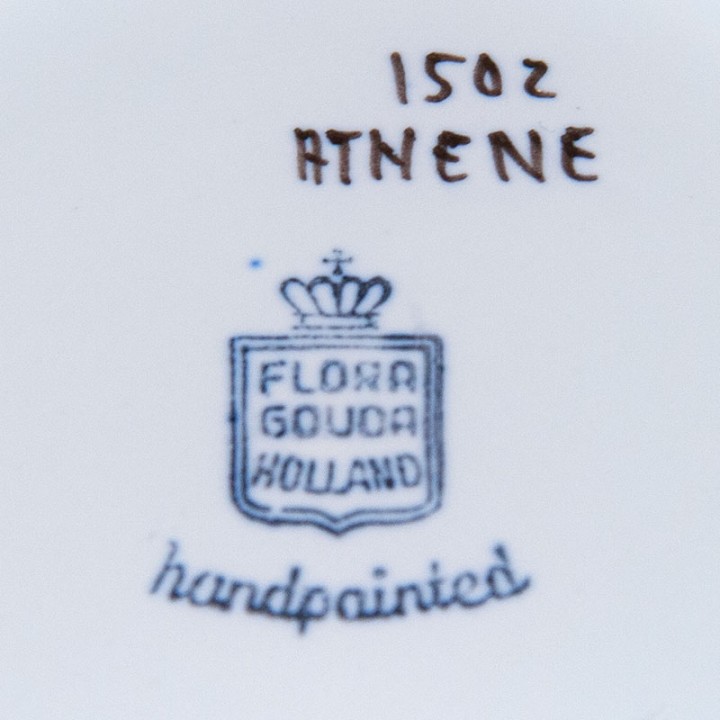 1502
ATHENE
FLORA
GOUDA
HOLLAND
handpainted